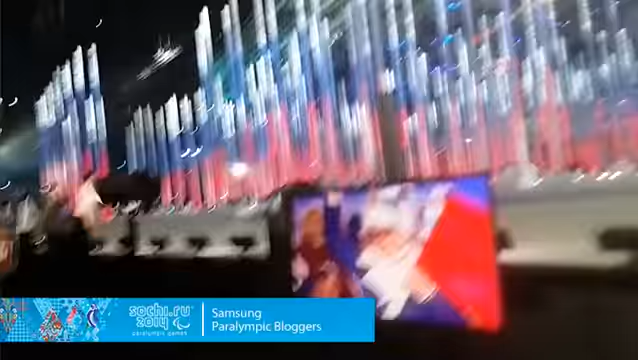 sochi.ru
2014
paralympic games
Samsung
Paralympic Bloggers